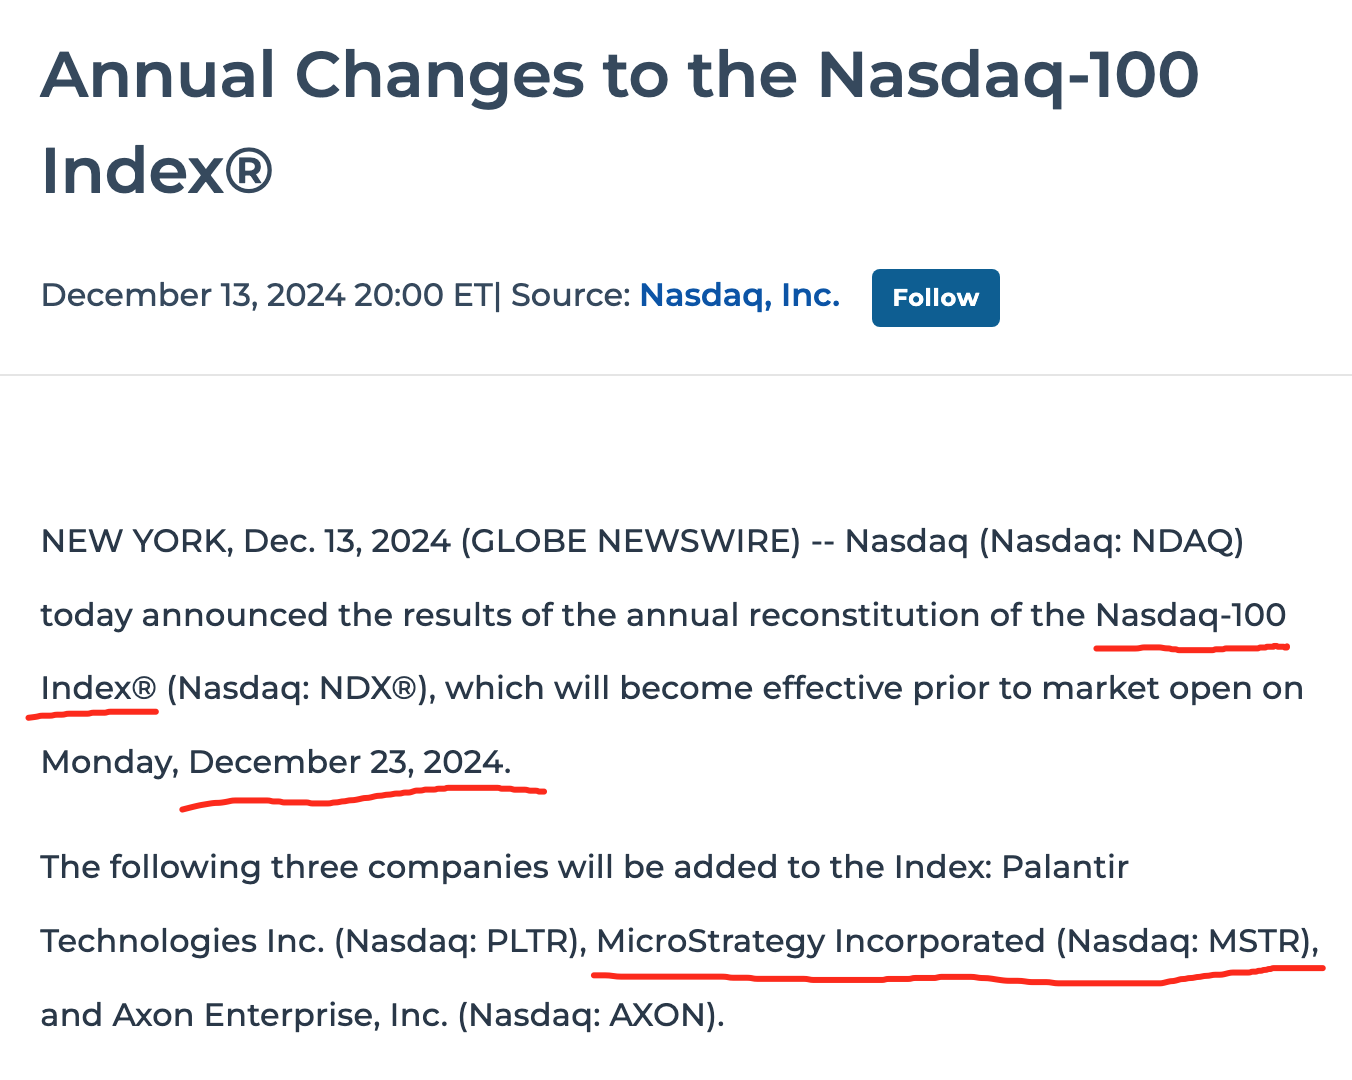 Annual Changes to the Nasdaq-100
Index®
December 13, 2024 20:00 ET| Source: Nasdaq, Inc. Follow
NEW YORK, Dec. 13, 2024 (GLOBE NEWSWIRE) -- Nasdaq (Nasdaq: NDAQ)
today announced the results of the annual reconstitution of the Nasdaq-100
Index® (Nasdaq: NDX®), which will become effective prior to market open on
Monday, December 23, 2024.
The following three companies will be added to the Index: Palantir
Technologies Inc. (Nasdaq: PLTR), MicroStrategy Incorporated (Nasdaq: MSTR),
and Axon Enterprise, Inc. (Nasdaq: AXON).